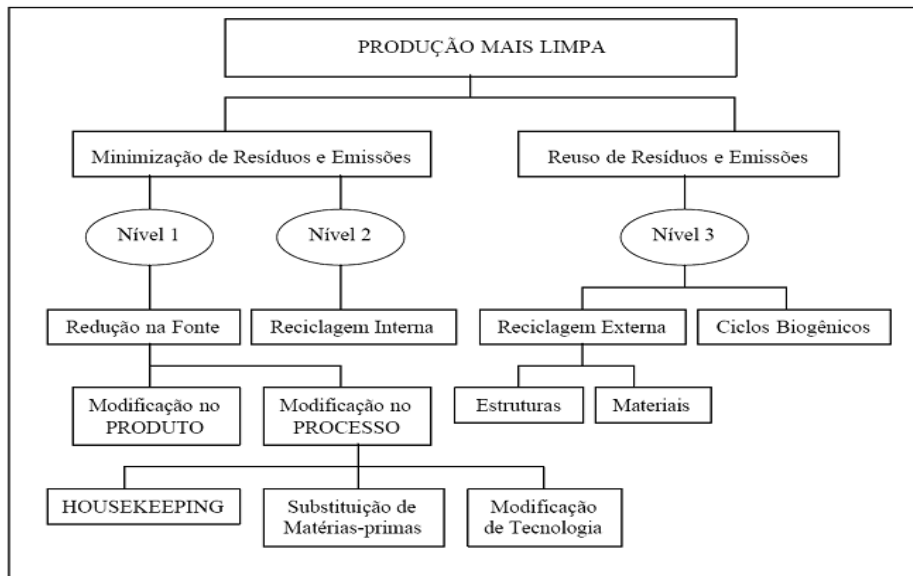 PRODUÇÃO MAIS LIMPA
Minimização de Resíduos e Emissões
Reuso de Resíduos e Emissões
Nível 1
Nível 2
Nível 3
Redução na Fonte
Reciclagem Interna
Reciclagem Externa
Ciclos Biogênicos
Modificação no
PRODUTO
Modificação no
PROCESSO
Estruturas
Materiais
HOUSEKEEPING
Substituição de
Matérias-primas
Modificação
de Tecnologia